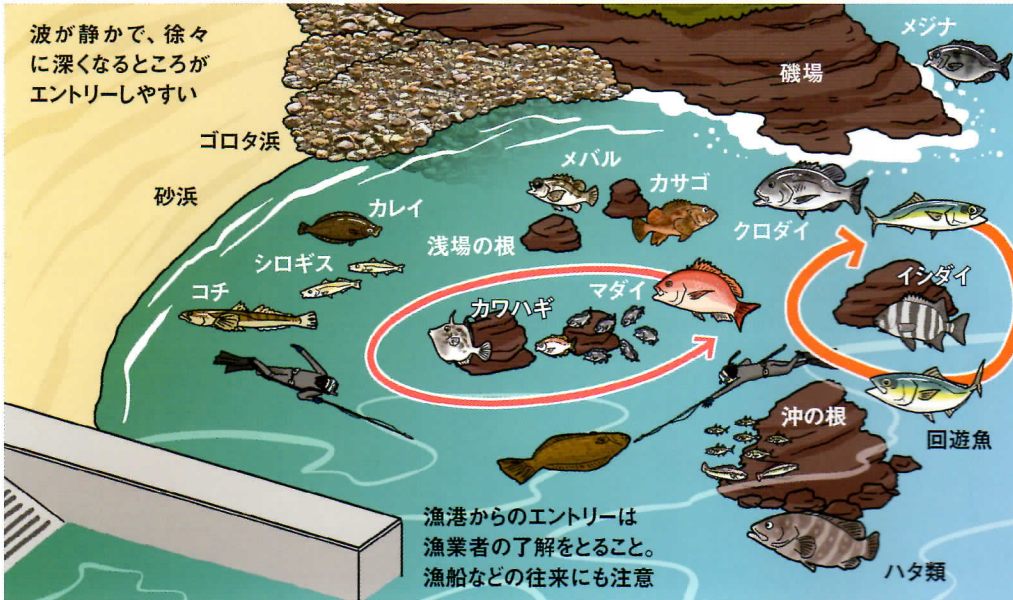 波が静かで、徐々
に深くなるところが
エントリーしやすい
メジナ
磯場
ゴロタ浜
砂浜
メバル
カサゴ
カレイ
クロダイ
浅場の根
シロギス
コチ
カワハギ
マダイ
イシダイ
沖の根
回遊魚
漁港からのエントリーは
漁業者の了解をとること。
漁船などの往来にも注意
ハタ類